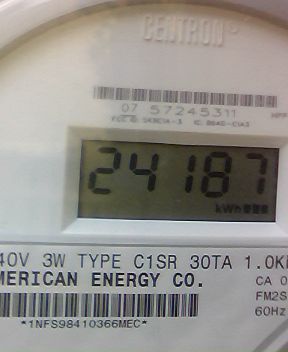 CENTRON®
07 57245311
24187
kWh
40V 3W TYPE C1SR 30TA 1.0K
MERICAN ENERGY CO.
CA 0
FM2S
60Hz
*1NFS98410366MEC*